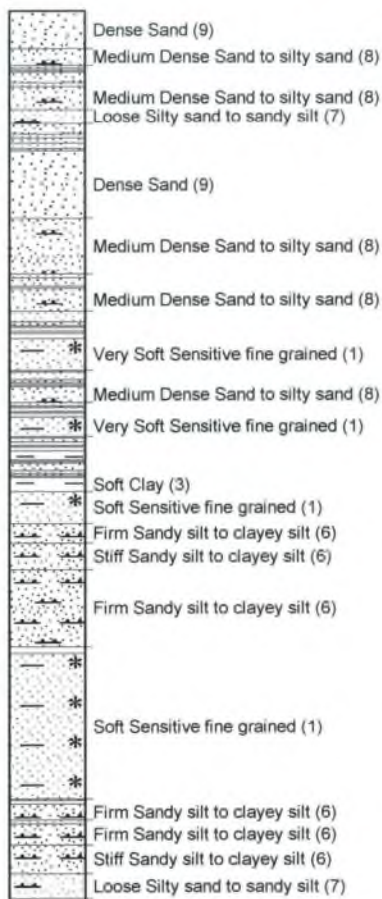 Dense Sand (9)
Medium Dense Sand to silty sand (8)
Medium Dense Sand to silty sand (8)
Loose Silty sand to sandy silt (7)
Dense Sand (9)
Medium Dense Sand to silty sand (8)
Medium Dense Sand to silty sand (8)
Very Soft Sensitive fine grained (1)
Medium Dense Sand to silty sand (8)
Very Soft Sensitive fine grained (1)
Soft Clay (3)
Soft Sensitive fine grained (1)
Firm Sandy silt to clayey silt (6)
Stiff Sandy silt to clayey silt (6)
Firm Sandy silt to clayey silt (6)
Soft Sensitive fine grained (1)
Firm Sandy silt to clayey silt (6)
Firm Sandy silt to clayey silt (6)
Stiff Sandy silt to clayey silt (6)
Loose Silty sand to sandy silt (7)